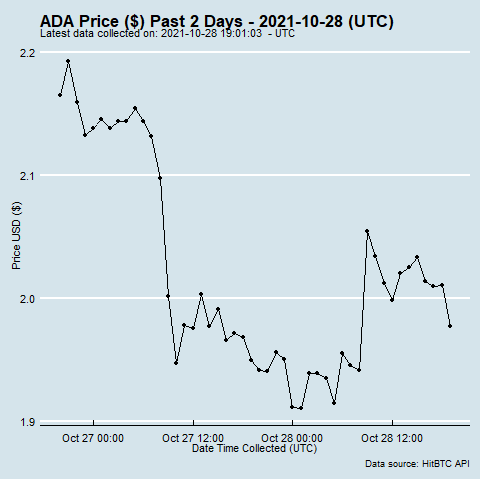 ADA Price ($) Past 2 Days - 2021-10-28 (UTC)
Latest data collected on: 2021-10-28 19:01:03  - UTC
2.2
2.1
2.0
1.9
Price USD ($)
Oct 27 00:00
Oct 27 12:00
Oct 28 00:00
Oct 28 12:00
Date Time Collected (UTC)
Data source: HitBTC API